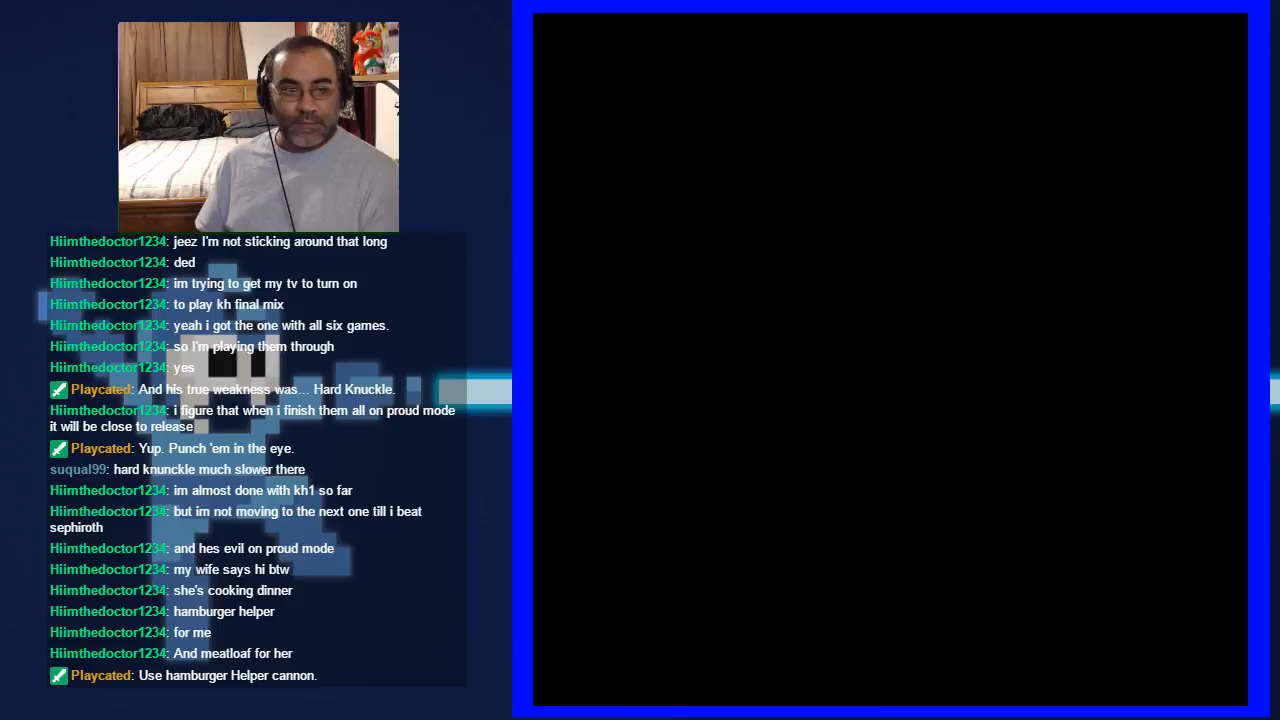 Hiimthedoctor1234: jeez I'm not sticking around that long
Hiimthedoctor1234: ded
Hiimthedoctor1234: im trying to get my tv to turn on
Hiimthedoctor1234: to play kh final mix
Hiimthedoctor1234: yeah i got the one with all six games.
Hiimthedoctor1234: so I'm playing them through
Hiimthedoctor1234: yes
Playcated: And his true weakness was... Hard Knuckle.
Hiimthedoctor1234: i figure that when i finish them all on proud mode
it will be close to release
Playcated: Yup. Punch 'em in the eye.
suqual99: hard knunckle much slower there
Hiimthedoctor1234: im almost done with kh1 so far
Hiimthedoctor1234: but im not moving to the next one till i beat
sephiroth
Hiimthedoctor1234: and hes evil on proud mode
Hiimthedoctor1234: my wife says hi btw
Hiimthedoctor1234: she's cooking dinner
Hiimthedoctor1234: hamburger helper
Hiimthedoctor1234: for me
Hiimthedoctor1234: And meatloaf for her
Playcated: Use hamburger Helper cannon.